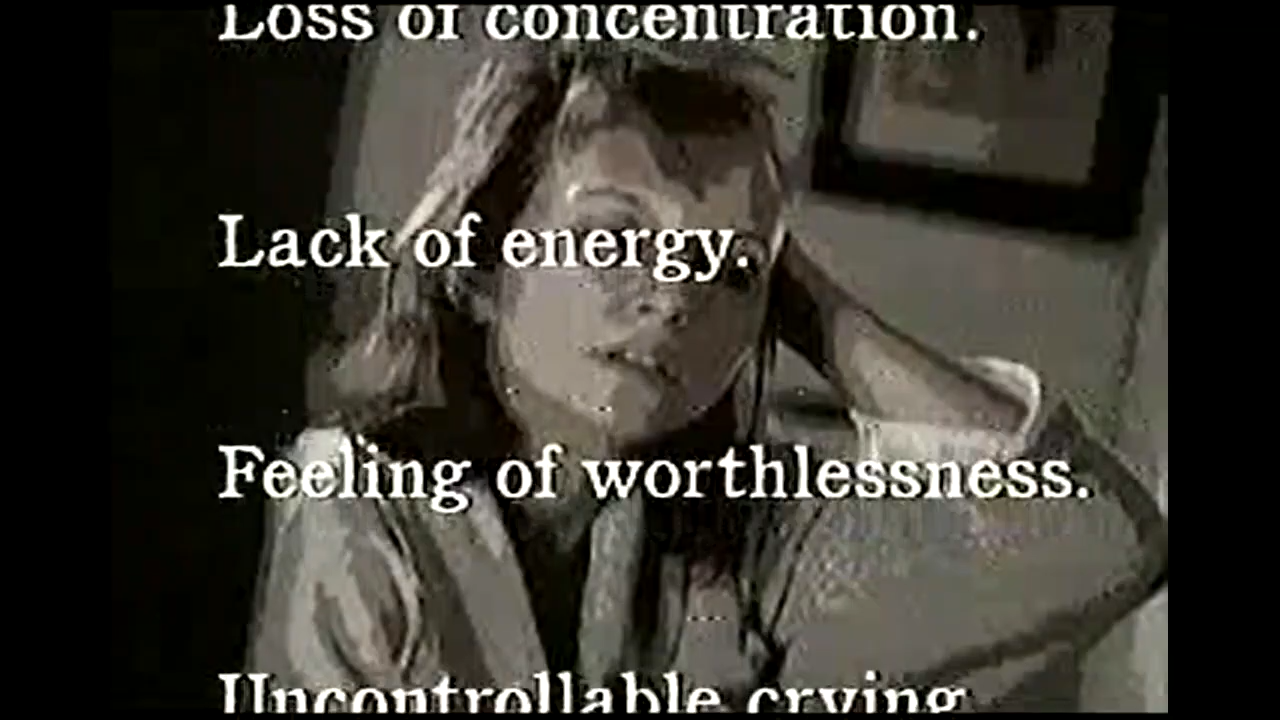 Loss of concentration.
Lack of energy.
Feeling of worthlessness.
Uncontrollable crying